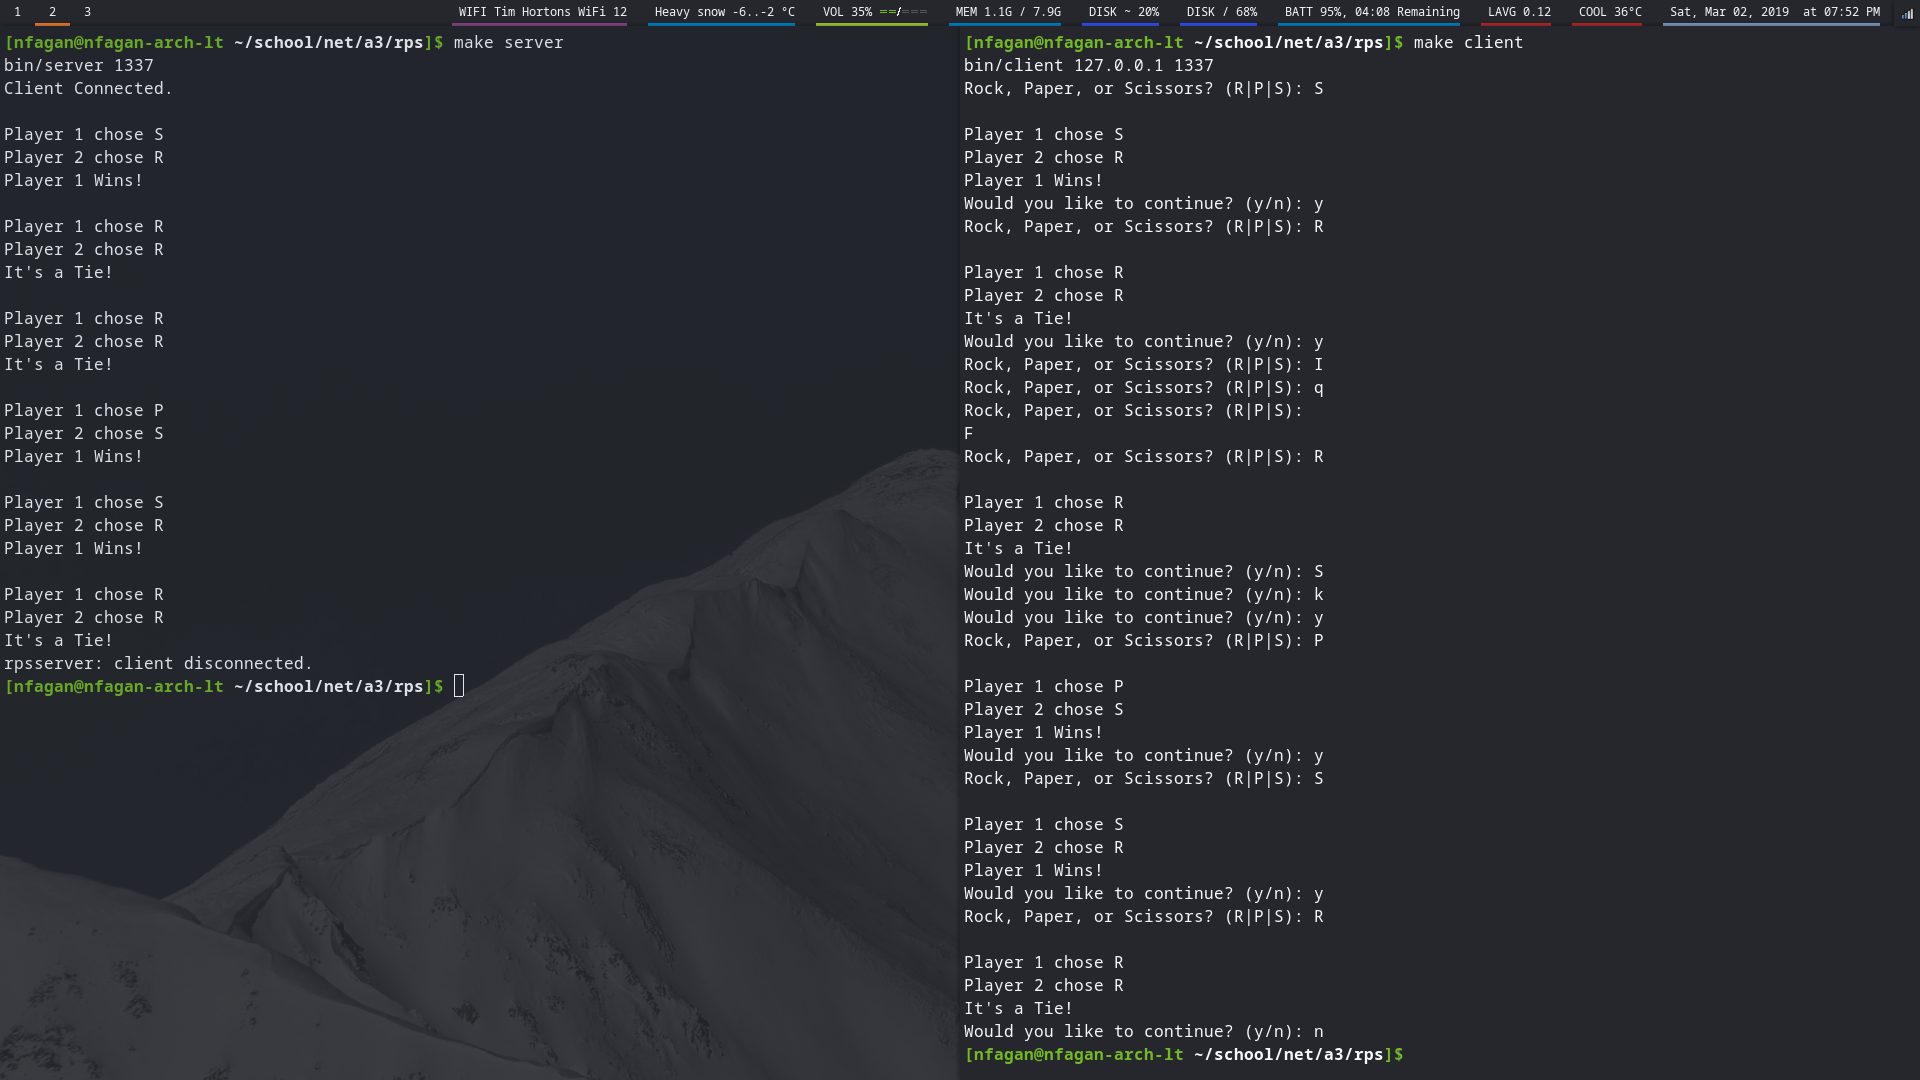 1 2 3 WIFI Tim Hortons WiFi 12 Heavy snow -6..-2 °C VOL 35% ==/=== MEM 1.1G / 7.9G DISK ~ 20% DISK / 68% BATT 95%, 04:08 Remaining LAVG 0.12 COOL 36°C Sat, Mar 02, 2019 at 07:52 PM
[nfagan@nfagan-arch-lt ~/school/net/a3/rps]$ make server
bin/server 1337
Client Connected.
Player 1 chose S
Player 2 chose R
Player 1 Wins!
Player 1 chose R
Player 2 chose R
It's a Tie!
Player 1 chose R
Player 2 chose R
It's a Tie!
Player 1 chose P
Player 2 chose S
Player 1 Wins!
Player 1 chose S
Player 2 chose R
Player 1 Wins!
Player 1 chose R
Player 2 chose R
It's a Tie!
rpsserver: client disconnected.
[nfagan@nfagan-arch-lt ~/school/net/a3/rps]$
[nfagan@nfagan-arch-lt ~/school/net/a3/rps]$ make client
bin/client 127.0.0.1 1337
Rock, Paper, or Scissors? (R|P|S): S
Player 1 chose S
Player 2 chose R
Player 1 Wins!
Would you like to continue? (y/n): y
Rock, Paper, or Scissors? (R|P|S): R
Player 1 chose R
Player 2 chose R
It's a Tie!
Would you like to continue? (y/n): y
Rock, Paper, or Scissors? (R|P|S): I
Rock, Paper, or Scissors? (R|P|S): q
Rock, Paper, or Scissors? (R|P|S):
F
Rock, Paper, or Scissors? (R|P|S): R
Player 1 chose R
Player 2 chose R
It's a Tie!
Would you like to continue? (y/n): S
Would you like to continue? (y/n): k
Would you like to continue? (y/n): y
Rock, Paper, or Scissors? (R|P|S): P
Player 1 chose P
Player 2 chose S
Player 1 Wins!
Would you like to continue? (y/n): y
Rock, Paper, or Scissors? (R|P|S): S
Player 1 chose S
Player 2 chose R
Player 1 Wins!
Would you like to continue? (y/n): y
Rock, Paper, or Scissors? (R|P|S): R
Player 1 chose R
Player 2 chose R
It's a Tie!
Would you like to continue? (y/n): n
[nfagan@nfagan-arch-lt ~/school/net/a3/rps]$